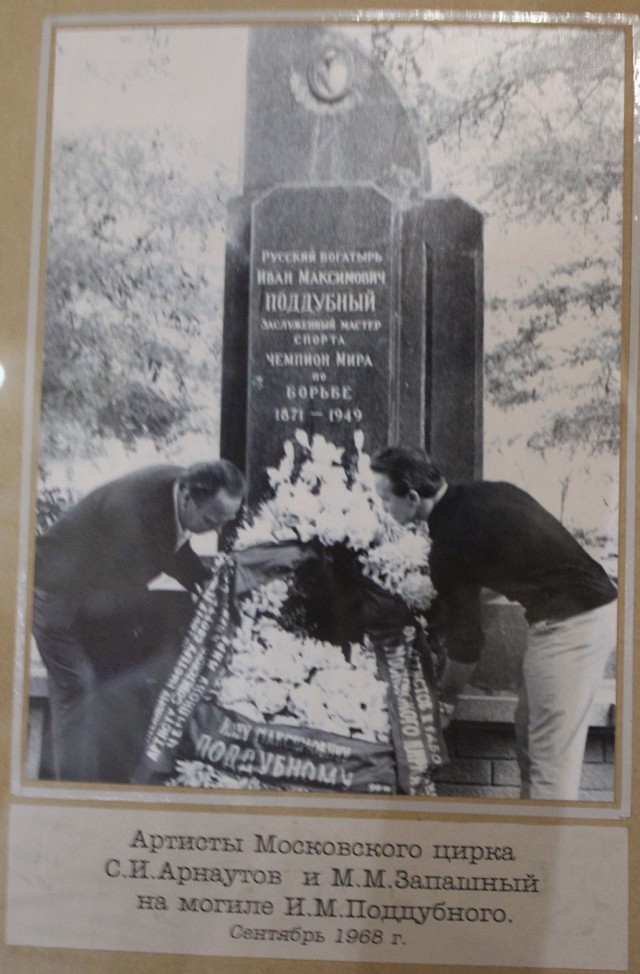 Русский богатырь
Иван Максимович
ПОДДУБНЫЙ
Заслуженный мастер
спорта
Чемпион Мира
по
Борьбе
1871 — 1949
ПОДДУБНОМУ
Артисты Московского цирка
С.И.Арнаутов и М.М.Запашный
на могиле И.М.Поддубного.
Сентябрь 1968 г.